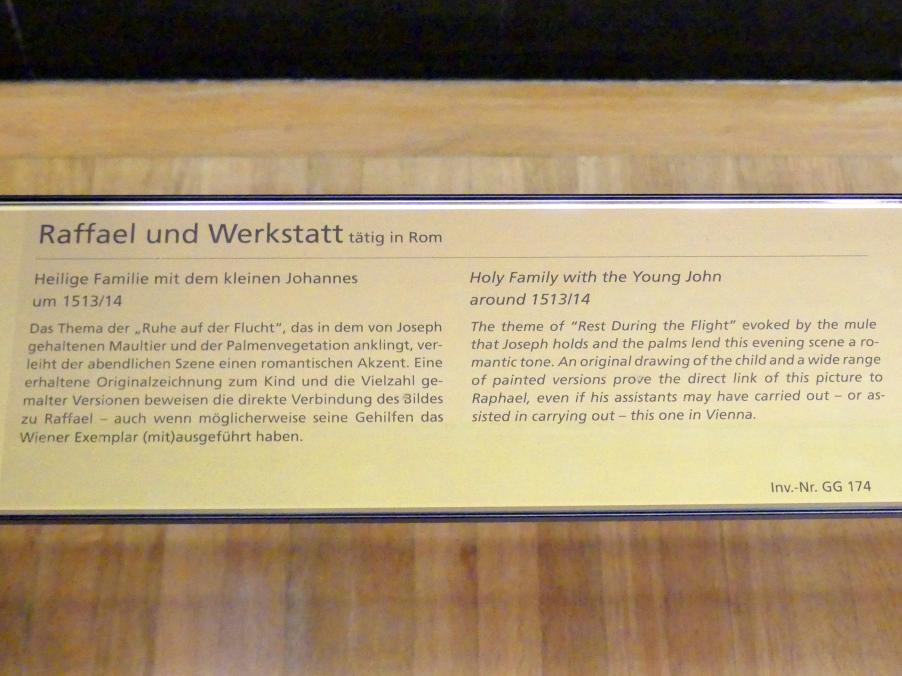 Raffael und Werkstatt tätig in Rom
Heilige Familie mit dem kleinen Johannes
um 1513/14
Das Thema der „Ruhe auf der Flucht“, das in dem von Joseph
gehaltenen Maultier und der Palmenvegetation anklingt, ver-
leiht der abendlichen Szene einen romantischen Akzent. Eine
erhaltene Originalzeichnung zum Kind und die Vielzahl ge-
malter Versionen beweisen die direkte Verbindung des Bildes
zu Raffael – auch wenn möglicherweise seine Gehilfen das
Wiener Exemplar (mit)ausgeführt haben.
Holy Family with the Young John
around 1513/14
The theme of “Rest During the Flight” evoked by the mule
that Joseph holds and the palms lend this evening scene a ro-
mantic tone. An original drawing of the child and a wide range
of painted versions prove the direct link of this picture to
Raphael, even if his assistants may have carried out – or as-
sisted in carrying out – this one in Vienna.
Inv.-Nr. GG 174